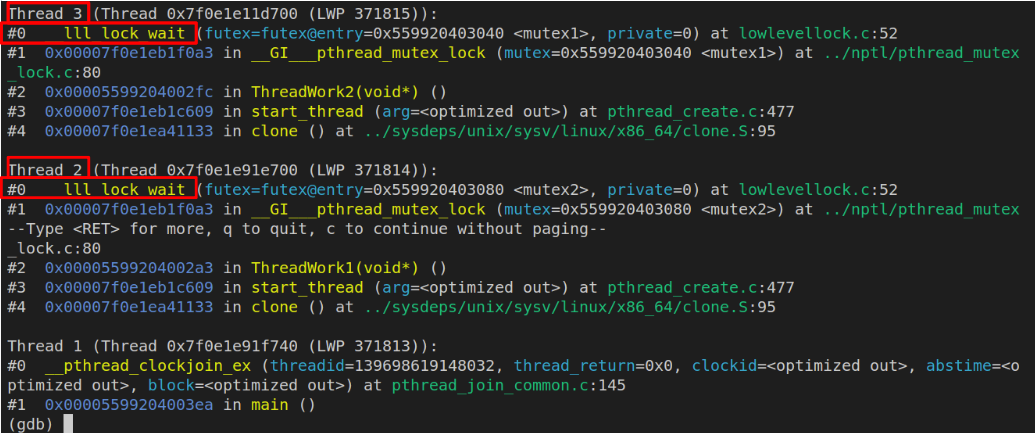 Thread 3 (Thread 0x7f0e1e11d700 (LWP 371815)):
#0  __lll_lock_wait (futex=futex@entry=0x559920403040 <mutex1>, private=0) at lowlevellock.c:52
#1  0x00007f0e1eb1f0a3 in __GI___pthread_mutex_lock (mutex=0x559920403040 <mutex1>) at ../nptl/pthread_mutex
_lock.c:80
#2  0x00005599204002fc in ThreadWork2(void*) ()
#3  0x00007f0e1eb1c609 in start_thread (arg=<optimized out>) at pthread_create.c:477
#4  0x00007f0e1ea41133 in clone () at ../sysdeps/unix/sysv/linux/x86_64/clone.S:95
Thread 2 (Thread 0x7f0e1e91e700 (LWP 371814)):
#0  __lll_lock_wait (futex=futex@entry=0x559920403080 <mutex2>, private=0) at lowlevellock.c:52
#1  0x00007f0e1eb1f0a3 in __GI___pthread_mutex_lock (mutex=0x559920403080 <mutex2>) at ../nptl/pthread_mutex
--Type <RET> for more, q to quit, c to continue without paging--
_lock.c:80
#2  0x00005599204002a3 in ThreadWork1(void*) ()
#3  0x00007f0e1eb1c609 in start_thread (arg=<optimized out>) at pthread_create.c:477
#4  0x00007f0e1ea41133 in clone () at ../sysdeps/unix/sysv/linux/x86_64/clone.S:95
Thread 1 (Thread 0x7f0e1e91f740 (LWP 371813)):
#0  __pthread_clockjoin_ex (threadid=139698619148032, thread_return=0x0, clockid=<optimized out>, abstime=<o
ptimized out>, block=<optimized out>) at pthread_join_common.c:145
#1  0x00005599204003ea in main ()
(gdb)